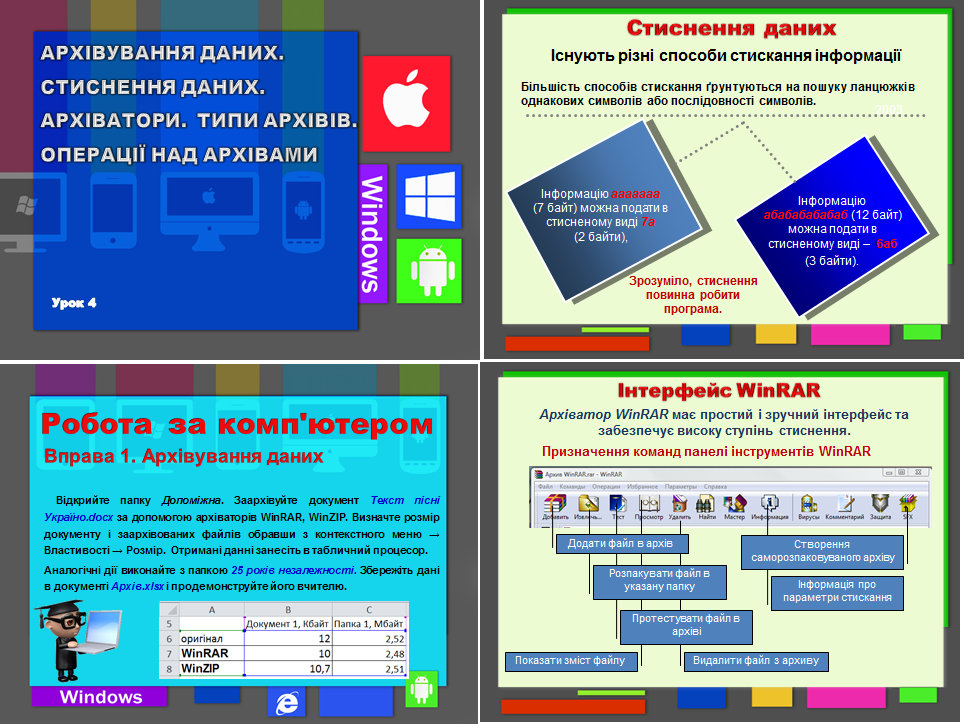 АРХІВУВАННЯ ДАНИХ.
СТИСНЕННЯ ДАНИХ.
АРХІВАТОРИ. ТИПИ АРХІВІВ.
ОПЕРАЦІЇ НАД АРХІВАМИ
Windows
Урок 4
Стиснення даних
Існують різні способи стискання інформації
Більшість способів стискання ґрунтуються на пошуку ланцюжків
однакових символів або послідовності символів.
2003
Інформацію ааааааа
(7 байт) можна подати в
стисненому виді 7а
(2 байти),
Інформацію
абабабабабаб (12 байт)
можна подати в
стисненому виді – 6аб
(3 байти).
Зрозуміло, стиснення
повинна робити
програма.
Робота за комп'ютером
Вправа 1. Архівування даних
Відкрийте папку Доломіжна. Заархівуйте документ Текст пісні
Україно.docx за допомогою архіваторів WinRAR, WinZIP. Визначте розмір
документу і заархівованих файлів обравши з контекстного меню →
Властивості → Розмір. Отримані данні занесіть в табличний процесор.
Аналогічні дії виконайте з папкою 25 років незалежності. Збережіть дані
в документі Архів.xlsx і продемонструйте його вчителю.
A B C
5 Документ 1, Кбайт Папка 1, Мбайт
6 оригінал 12 2,52
7 WinRAR 10 2,48
8 WinZIP 10,7 2,51
Windows
Інтерфейс WinRAR
Архіватор WinRAR має простий і зручний інтерфейс та
забезпечує високу ступінь стиснення.
Призначення команд панелі інструментів WinRAR
Архив WinRAR.rar - WinRAR
Файл Команды Операции Избранное Параметры Справка
Добавить Извлечь... Тест Просмотр Удалить Найти Мастер Информация Вирусы Комментарий Защита SFX
Додати файл в архів
Створення
саморозпаковуваного архіву
Розпакувати файл в
указану папку
Інформація про
параметри стискання
Протестувати файл в
архіві
Показати зміст файлу
Видалити файл з архиву